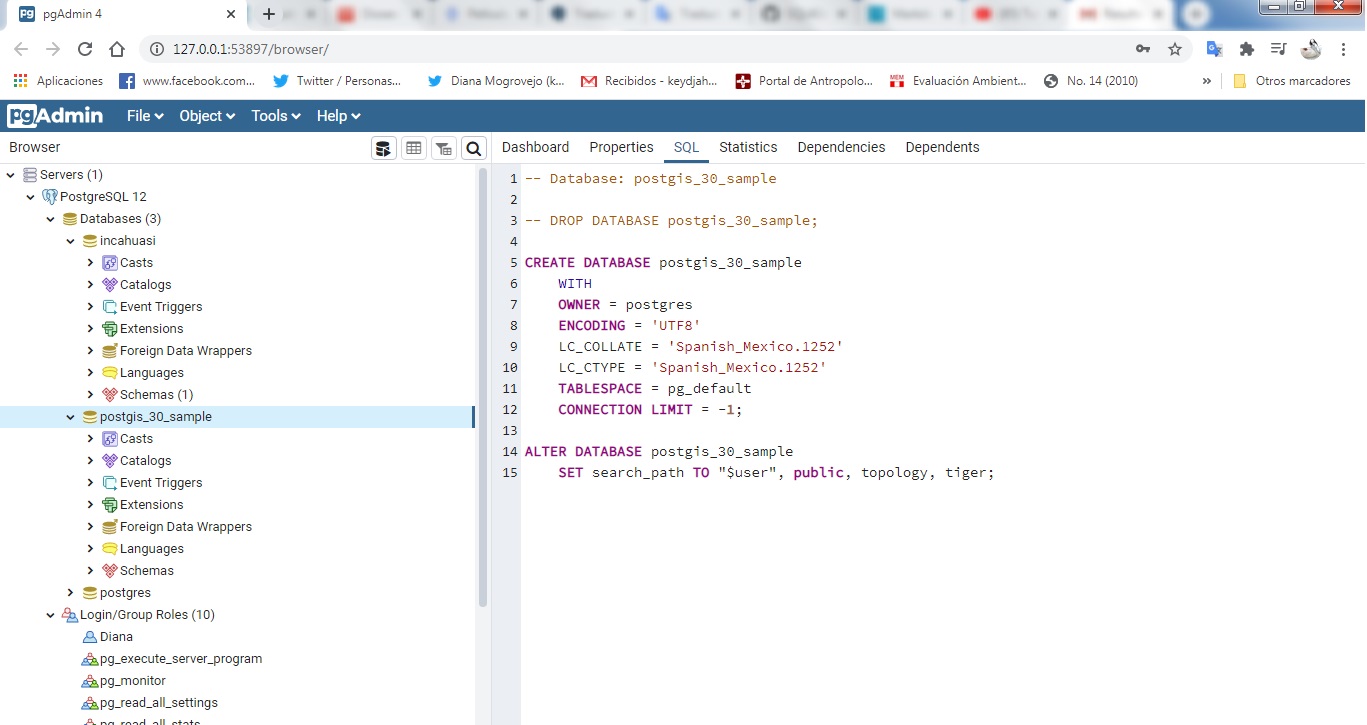 pgAdmin 4
127.0.0.1:53897/browser/
Aplicaciones
www.facebook.com...
Twitter / Personas...
Diana Mogrovejo (k...
Recibidos - keydjah...
Portal de Antropolo...
Evaluación Ambient...
No. 14 (2010)
»
Otros marcadores
pgAdmin
File
Object
Tools
Help
Browser
Dashboard
Properties
SQL
Statistics
Dependencies
Dependents
Servers (1)
PostgreSQL 12
Databases (3)
incahuasi
Casts
Catalogs
Event Triggers
Extensions
Foreign Data Wrappers
Languages
Schemas (1)
postgis_30_sample
Casts
Catalogs
Event Triggers
Extensions
Foreign Data Wrappers
Languages
Schemas
postgres
Login/Group Roles (10)
Diana
pg_execute_server_program
pg_monitor
pg_read_all_settings
pg_read_all_stats
1 -- Database: postgis_30_sample
2
3 -- DROP DATABASE postgis_30_sample;
4
5 CREATE DATABASE postgis_30_sample
6 WITH
7 OWNER = postgres
8 ENCODING = 'UTF8'
9 LC_COLLATE = 'Spanish_Mexico.1252'
10 LC_CTYPE = 'Spanish_Mexico.1252'
11 TABLESPACE = pg_default
12 CONNECTION LIMIT = -1;
13
14 ALTER DATABASE postgis_30_sample
15 SET search_path TO "$user", public, topology, tiger;